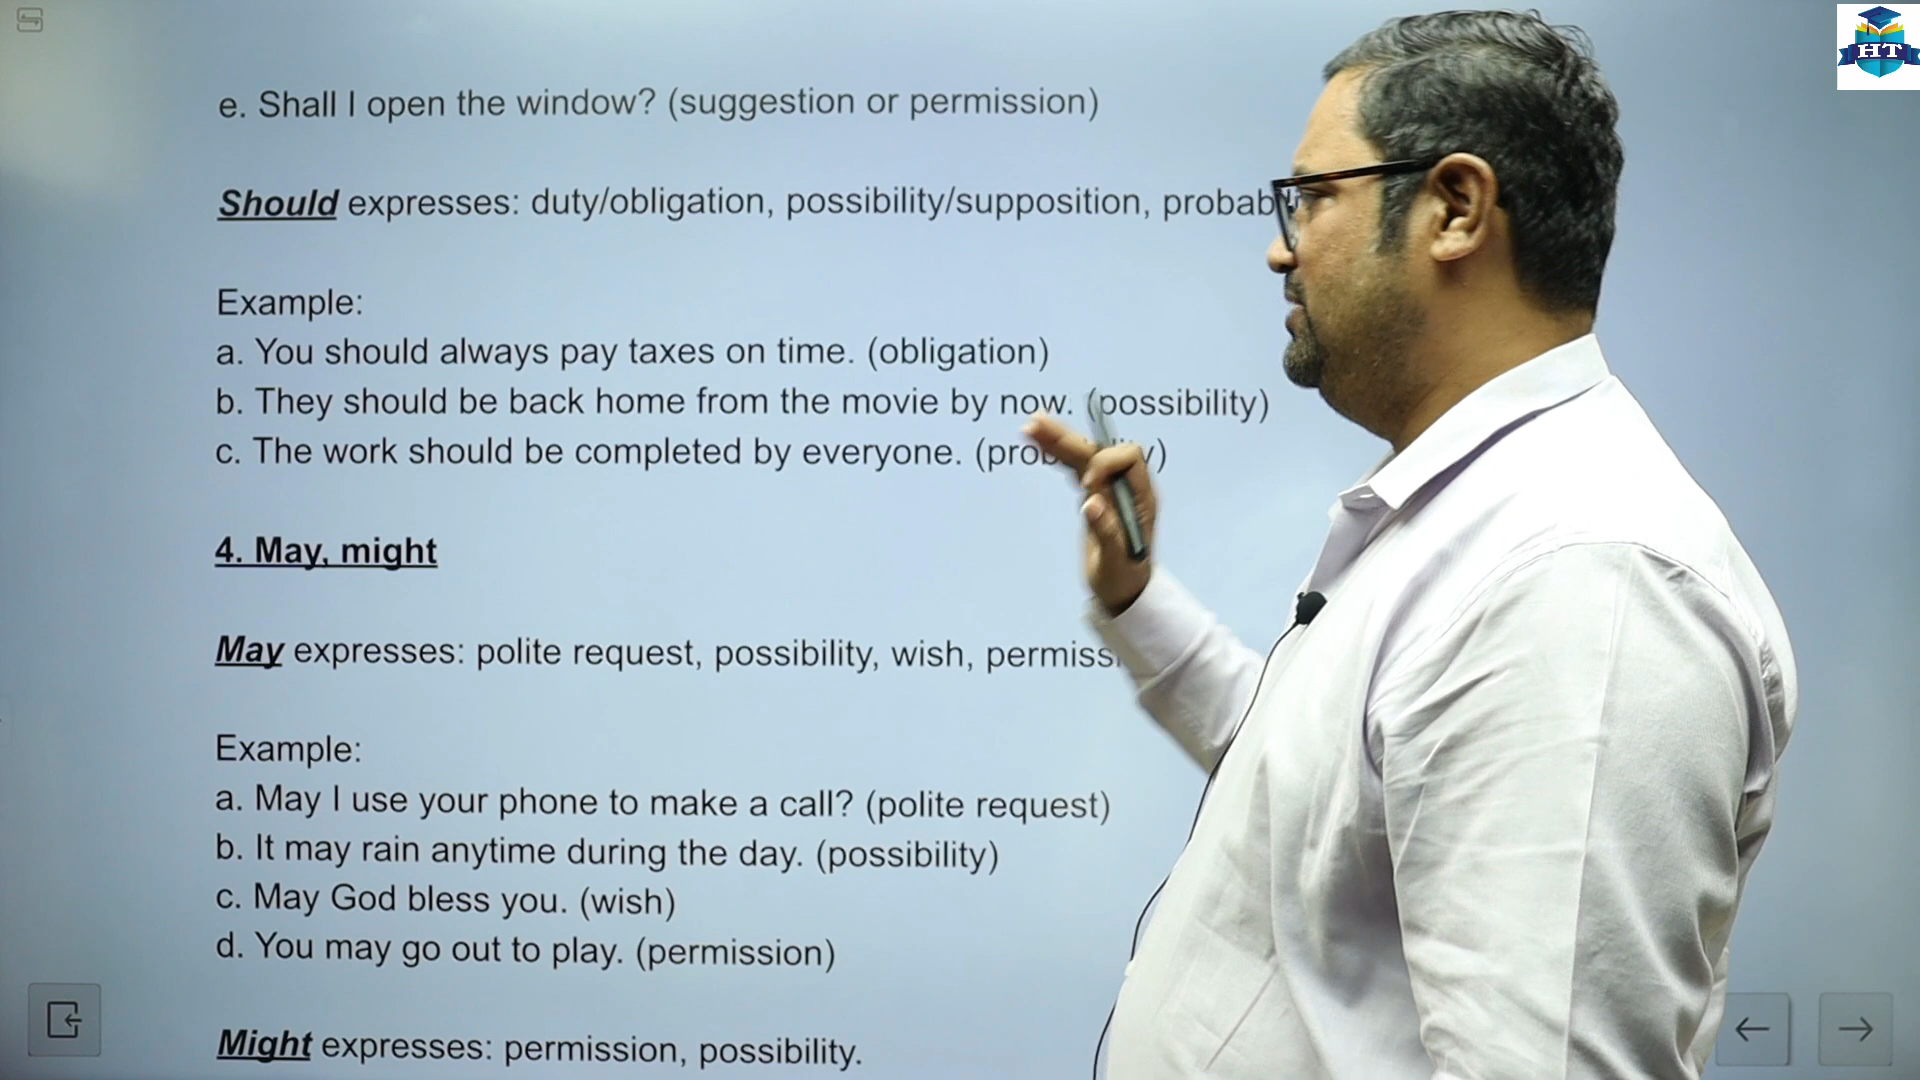 HT
e. Shall I open the window? (suggestion or permission)
Should expresses: duty/obligation, possibility/supposition,
Example:
a. You should always pay taxes on time. (obligation)
b. They should be back home from the movie by now. (possibility)
c. The work should be completed by everyone.
4. May, might
May expresses: polite request, possibility, wish,
Example:
a. May I use your phone to make a call? (polite request)
b. It may rain anytime during the day. (possibility)
c. May God bless you. (wish)
d. You may go out to play. (permission)
Might expresses: permission, possibility.